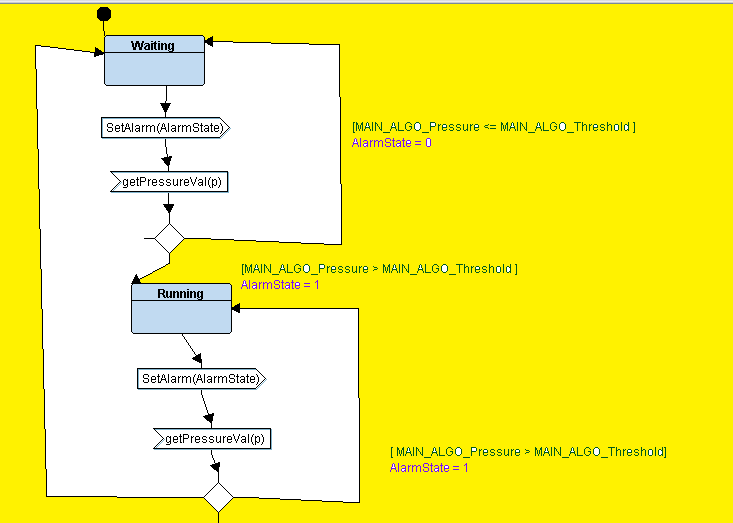 Waiting
SetAlarm(AlarmState)
[MAIN_ALGO_Pressure <= MAIN_ALGO_Threshold ]
AlarmState = 0
getPressureVal(p)
[MAIN_ALGO_Pressure > MAIN_ALGO_Threshold ]
AlarmState = 1
Running
SetAlarm(AlarmState)
getPressureVal(p)
[ MAIN_ALGO_Pressure > MAIN_ALGO_Threshold]
AlarmState = 1